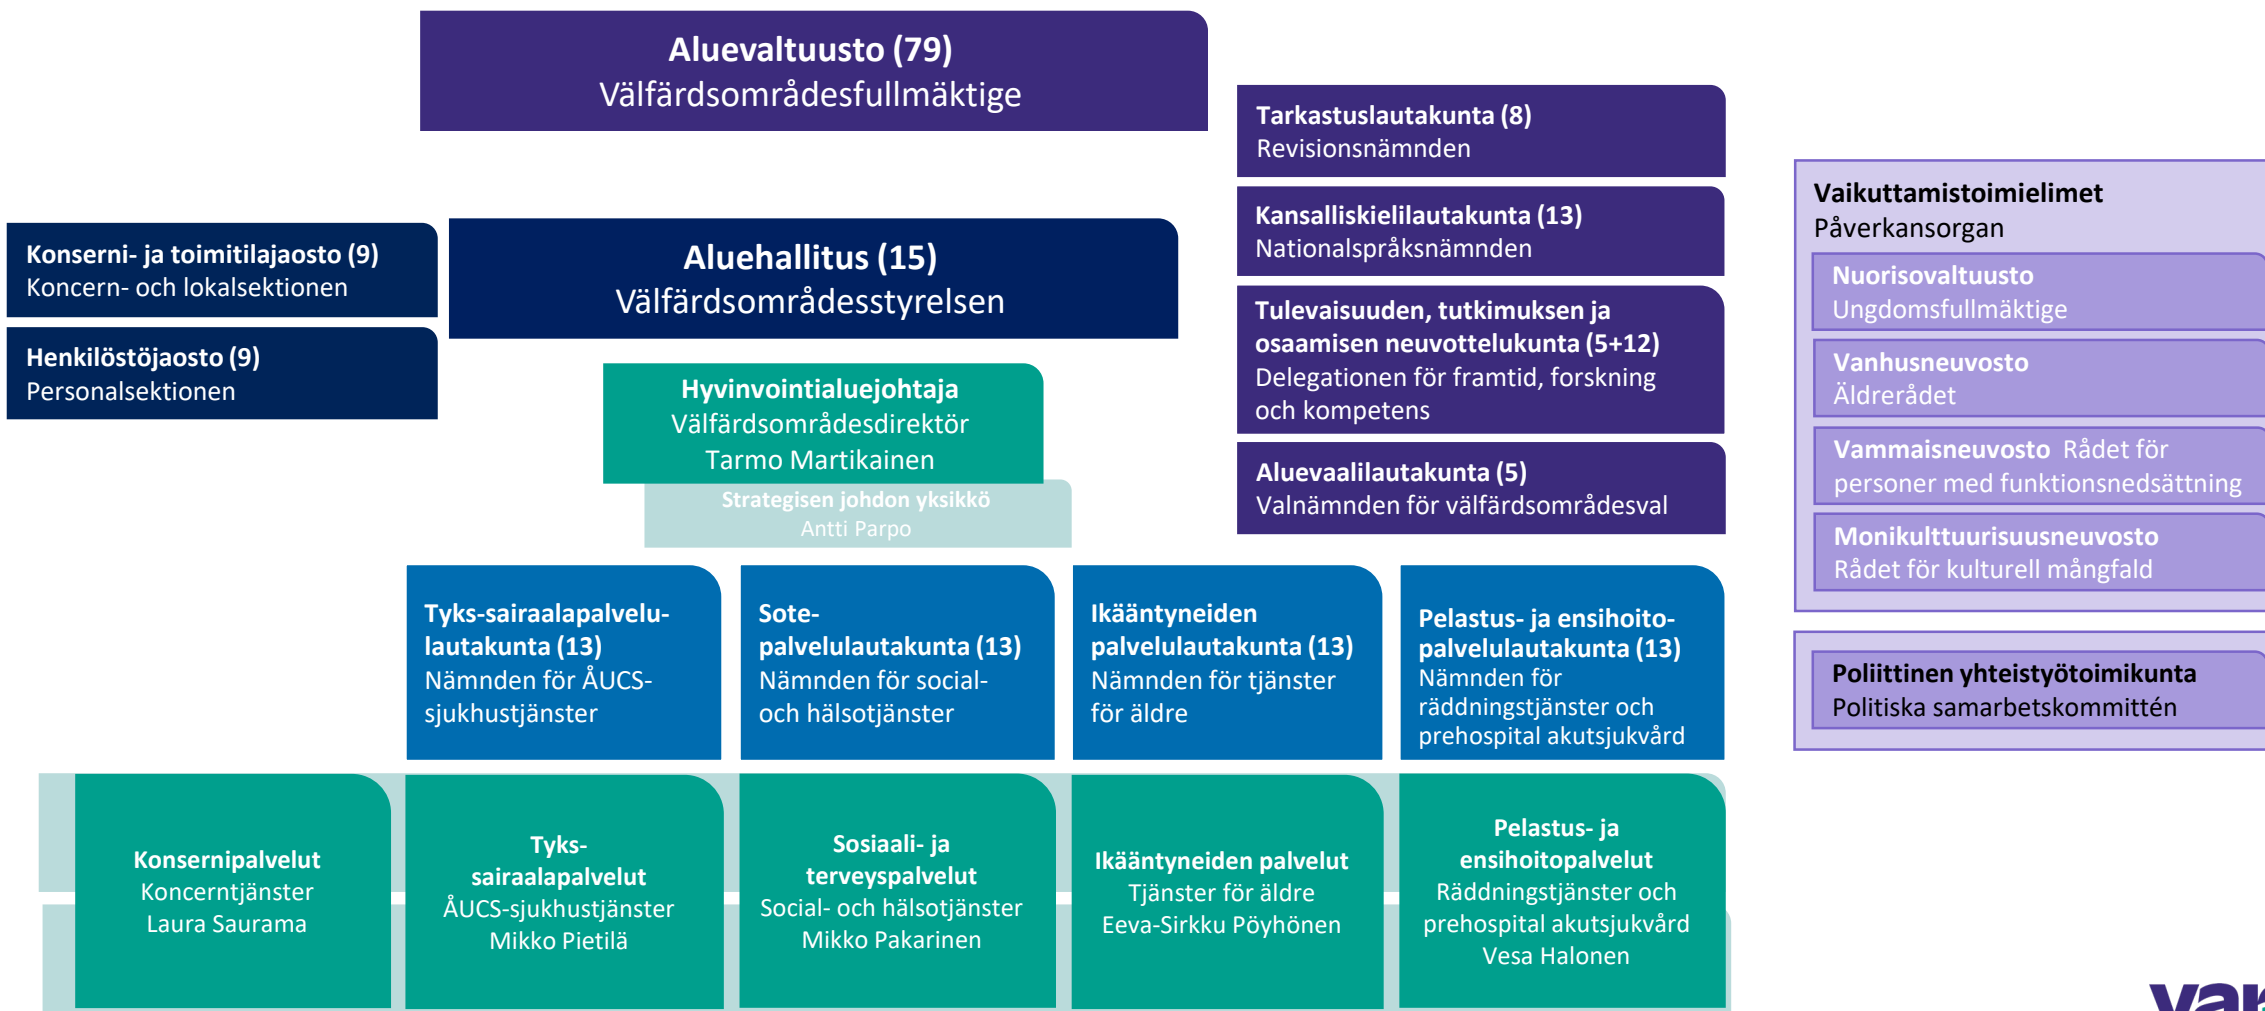 Aluevaltuusto (79)
Välfärdsområdesfullmäktige
Tarkastuslautakunta (8)
Revisionsnämnden
Kansalliskielilautakunta (13)
Nationalspråksnämnden
Tulevaisuuden, tutkimuksen ja
osaamisen neuvottelukunta (5+12)
Delegationen för framtid, forskning
och kompetens
Aluevaalilautakunta (5)
Valnämnden för välfärdsområdesval
Vaikuttamistoimielimet
Påverkansorgan
Nuorisovaltuusto
Ungdomsfullmäktige
Vanhusneuvosto
Äldrerådet
Vammaisneuvosto Rådet för
personer med funktionsnedsättning
Monikulttuurisuusneuvosto
Rådet för kulturell mångfald
Poliittinen yhteistyötoimikunta
Politiska samarbetskommittén
Konserni- ja toimitilajaosto (9)
Koncern- och lokalsektionen
Henkilöstöjaosto (9)
Personalsektionen
Aluehallitus (15)
Välfärdsområdesstyrelsen
Hyvinvointialuejohtaja
Välfärdsområdesdirektör
Tarmo Martikainen
Strategisen johdon yksikkö
Antti Parpo
Tyks-sairaalapalvelu-
lautakunta (13)
Nämnden för ÅUCS-
sjukhustjänster
Sote-
palvelulautakunta (13)
Nämnden för social-
och hälsotjänster
Ikääntyneiden
palvelulautakunta (13)
Nämnden för tjänster
för äldre
Pelastus- ja ensihoito-
palvelulautakunta (13)
Nämnden för
räddningstjänster och
prehospital akutsjukvård
Konsernipalvelut
Koncerntjänster
Laura Saurama
Tyks-
sairaalapalvelut
ÅUCS-sjukhustjänster
Mikko Pietilä
Sosiaali- ja
terveyspalvelut
Social- och hälsotjänster
Mikko Pakarinen
Ikääntyneiden palvelut
Tjänster för äldre
Eeva-Sirkku Pöyhönen
Pelastus- ja
ensihoitopalvelut
Räddningstjänster och
prehospital akutsjukvård
Vesa Halonen